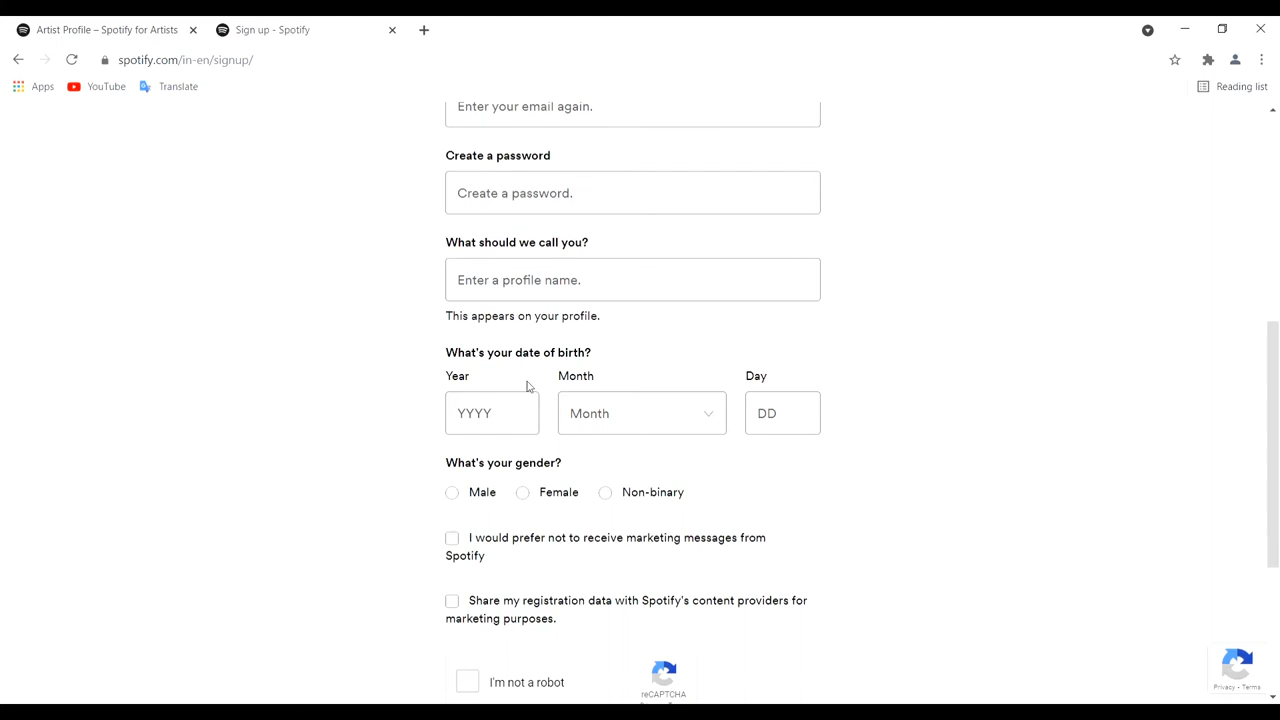 Artist Profile – Spotify for Artists
Sign up - Spotify
spotify.com/in-en/signup/
Apps YouTube Translate Reading list
Enter your email again.
Create a password
Create a password.
What should we call you?
Enter a profile name.
This appears on your profile.
What's your date of birth?
Year Month Day
YYYY Month DD
What's your gender?
Male Female Non-binary
I would prefer not to receive marketing messages from
Spotify
Share my registration data with Spotify's content providers for
marketing purposes.
I'm not a robot
reCAPTCHA
Privacy - Terms